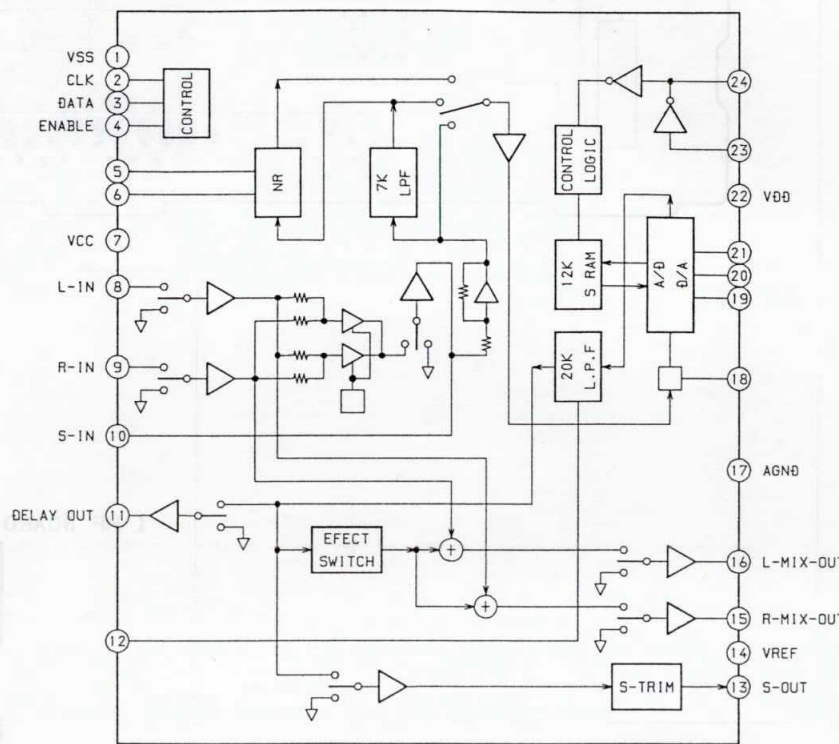 VSS 1
CLK 2
DATA 3
ENABLE 4
CONTROL
5
6
VCC 7
L-IN 8
R-IN 9
S-IN 10
DELAY OUT 11
12
NR
7K LPF
CONTROL LOGIC
12K S RAM
A/D D/A
20K L.P.F
EFECT
SWITCH
+
+
S-TRIM
24
23
22 VDD
21
20
19
18
17 AGND
16 L-MIX-OUT
15 R-MIX-OUT
14 VREF
13 S-OUT